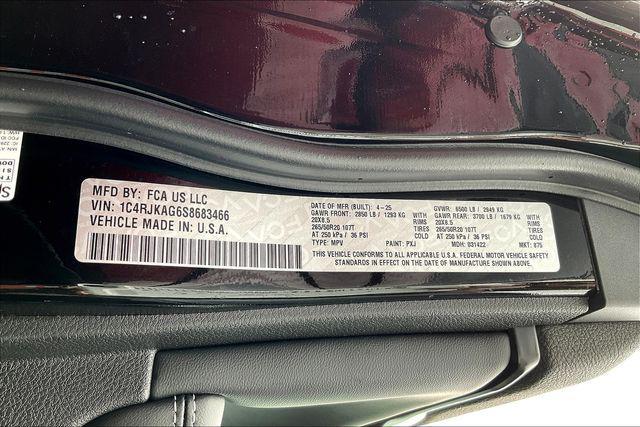 MFD BY: FCA US LLC
VIN: 1C4RJKAG6S8683466
VEHICLE MADE IN: U.S.A.
DATE OF MFR (BUILT): 4-25 GVWR: 6500 LB / 2949 KG
GAWR FRONT: 2850 LB / 1293 KG WITH GAWR REAR: 3700 LB / 1679 KG WITH
20X8.5 RIMS 20X8.5 RIMS
265/50R20 107T TIRES 265/50R20 107T TIRES
AT 250 kPa / 36 PSI COLD AT 250 kPa / 36 PSI COLD
TYPE: MPV PAINT: PXJ MDH: 031422 MKT: 875
THIS VEHICLE CONFORMS TO ALL APPLICABLE U.S.A. FEDERAL MOTOR VEHICLE SAFETY
STANDARDS IN EFFECT ON THE DATE OF MANUFACTURE SHOWN ABOVE.